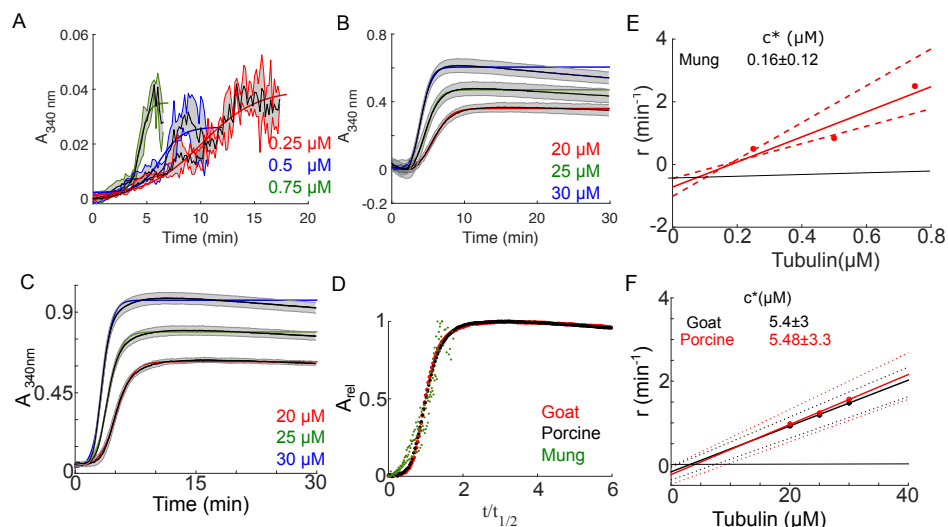 A
0.06
0.04
0.02
0
A340 nm
0
5
10
15
20
Time (min)
0.25 µM
0.5 µM
0.75 µM
B
0.8
0.6
0.2
-0.2
A340 nm
0
10
20
30
Time (min)
20 µM
25 µM
30 µM
E
4
2
0
-2
r (min-1)
c* (µM)
Mung 0.16±0.12
0
0.2
0.4
0.6
0.8
Tubulin(µM)
C
0.9
0.45
0
A340nm
0
15
30
Time (min)
20 µM
25 µM
30 µM
D
1
0.5
0
Arel
Goat
Porcine
Mung
0
2
4
6
t/t1/2
F
4
2
0
r (min-1)
c*(µM)
Goat 5.4±3
Porcine 5.48±3.3
0
10
20
30
40
Tubulin (µM)